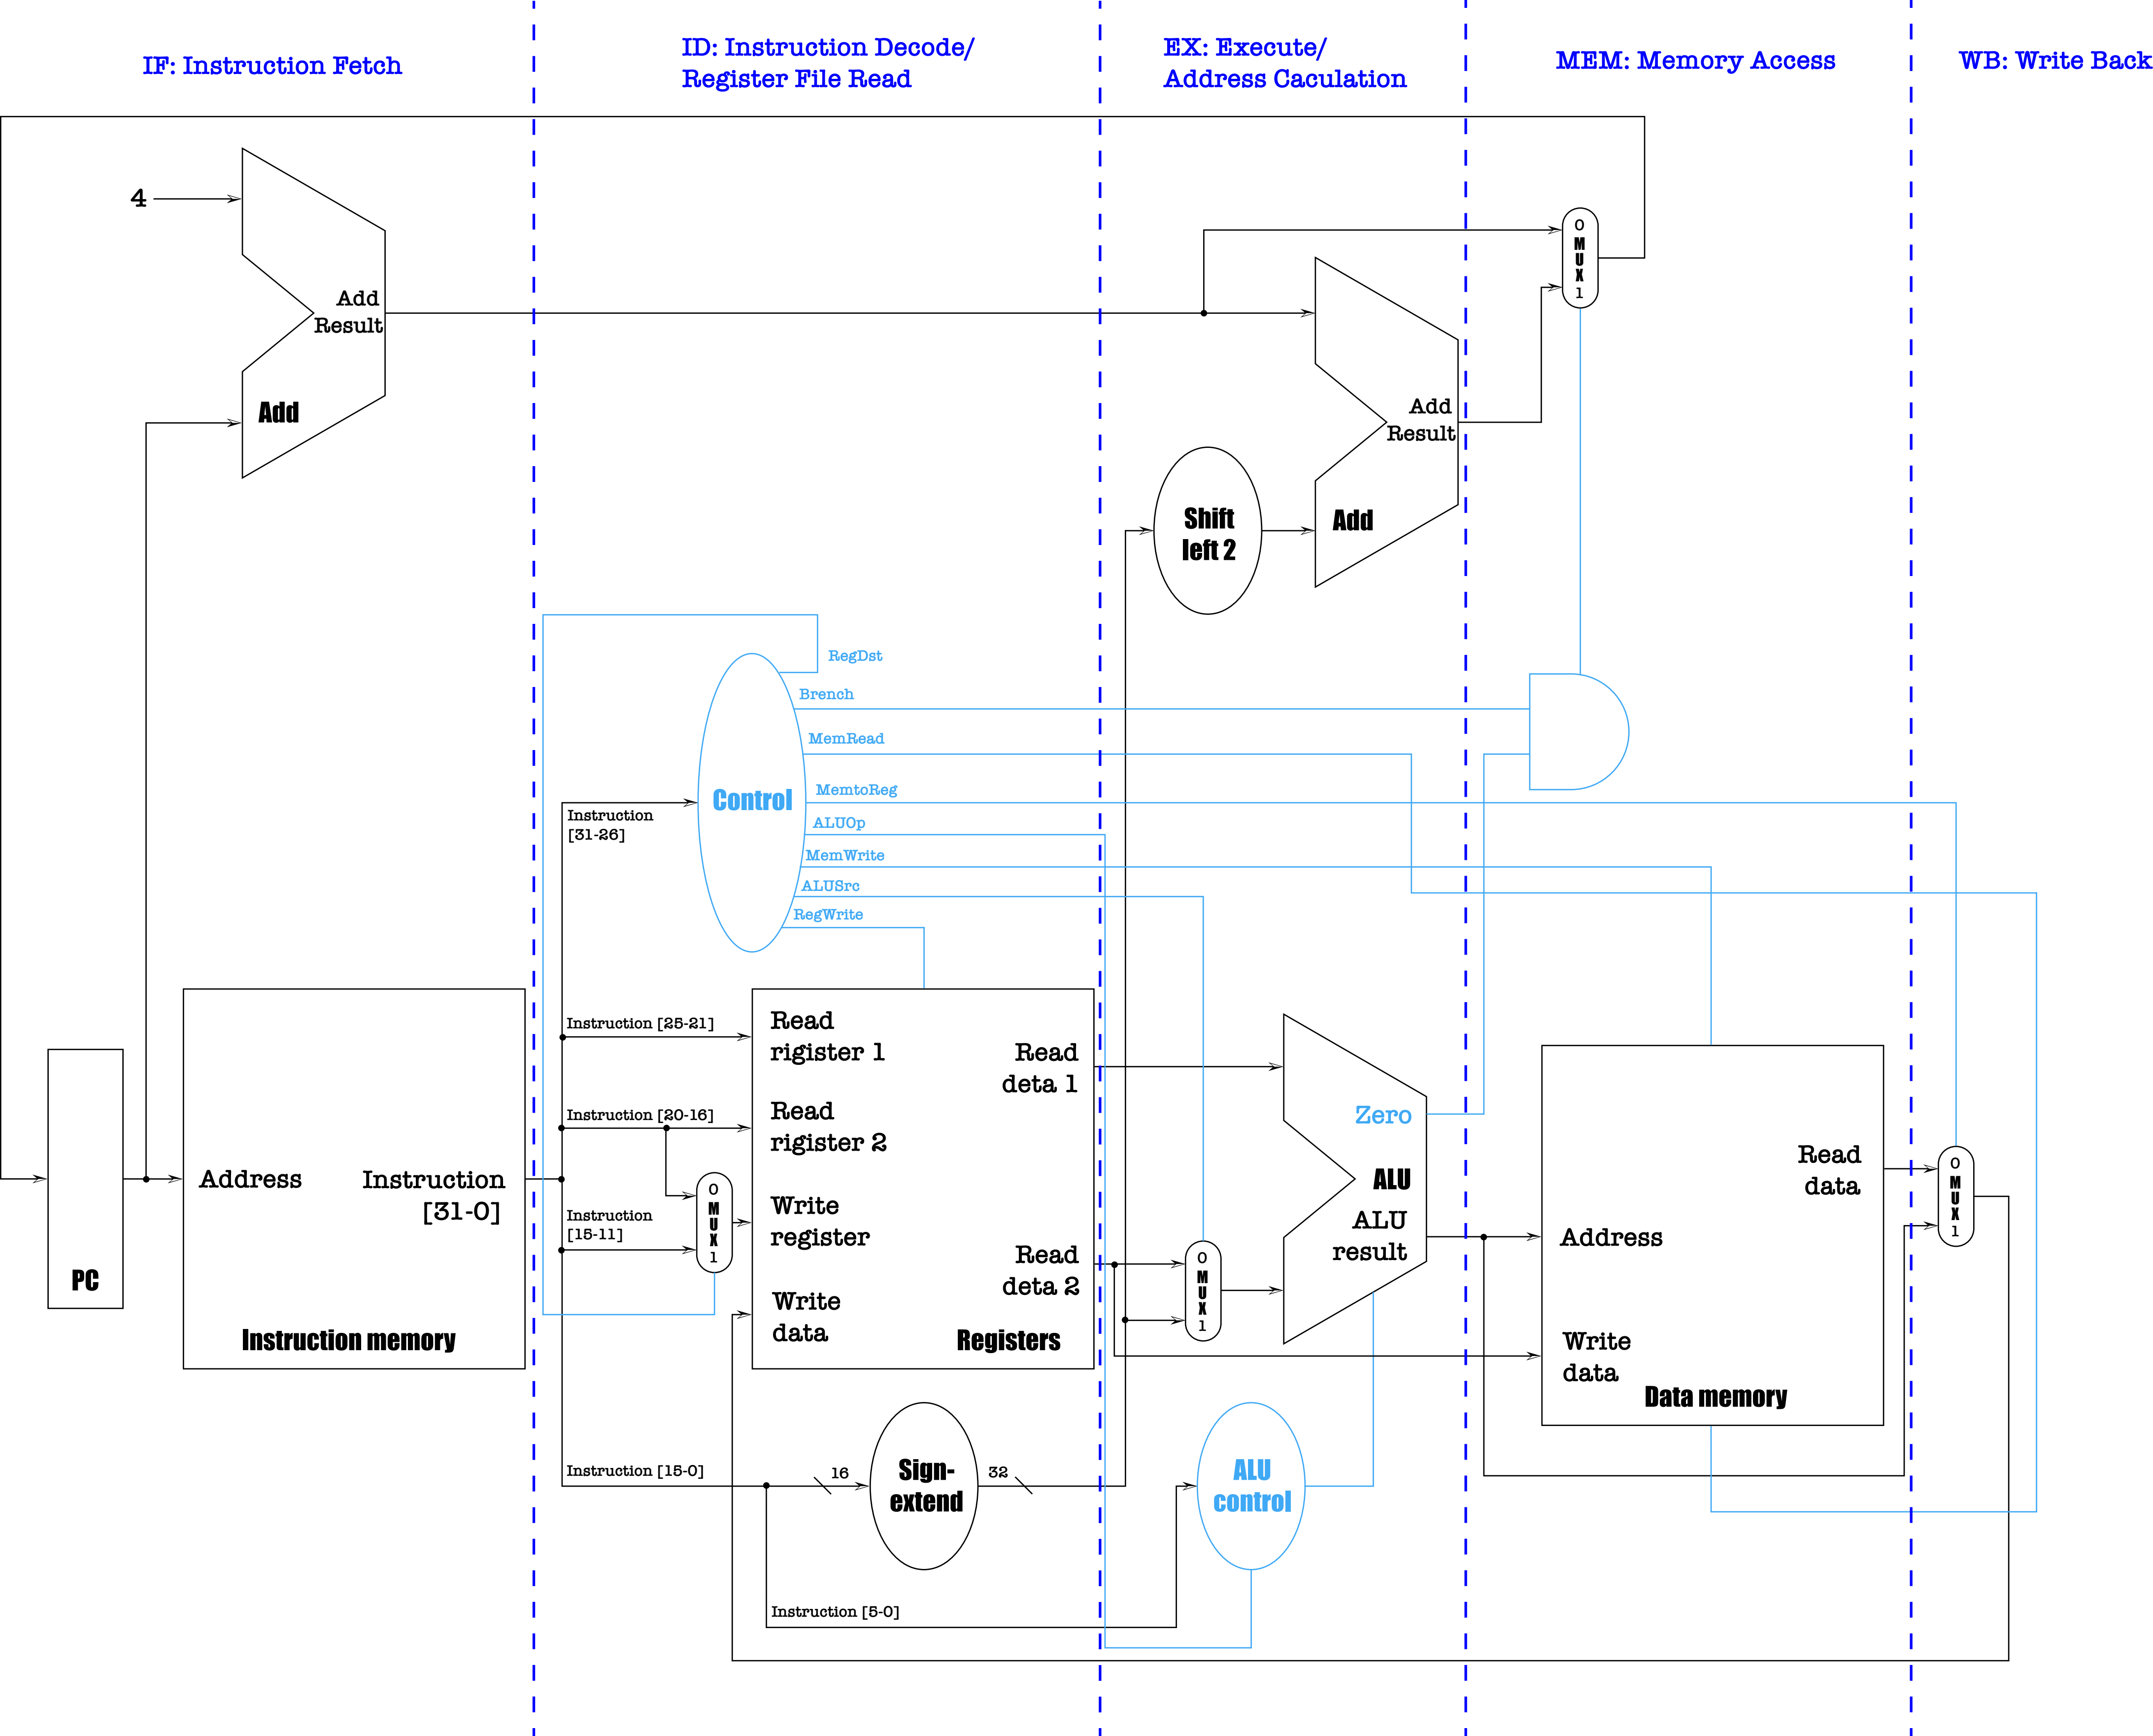 IF: Instruction Fetch
ID: Instruction Decode/
Register File Read
EX: Execute/
Address Caculation
MEM: Memory Access
WB: Write Back
4
Add
Result
Add
0
M
U
X
1
Add
Result
Add
Shift
left 2
RegDst
Brench
MemRead
MemtoReg
ALUOp
MemWrite
ALUSrc
RegWrite
Control
Instruction
[31-26]
PC
Address
Instruction
[31-0]
Instruction memory
Instruction [25-21]
Instruction [20-16]
Instruction
[15-11]
0
M
U
X
1
Read
rigister 1
Read
rigister 2
Write
register
Write
data
Read
deta 1
Read
deta 2
Registers
0
M
U
X
1
Zero
ALU
ALU
result
Address
Write
data
Read
data
Data memory
0
M
U
X
1
Instruction [15-0]
16
Sign-
extend
32
ALU
control
Instruction [5-0]